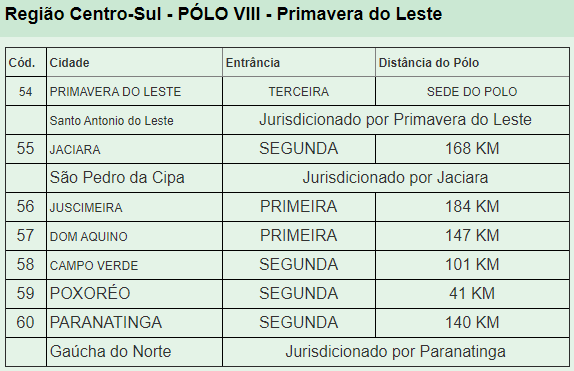 Região Centro-Sul - PÓLO VIII - Primavera do Leste
Cód. Cidade Entrância Distância do Pólo
54 PRIMAVERA DO LESTE TERCEIRA SEDE DO POLO
Santo Antonio do Leste Jurisdicionado por Primavera do Leste
55 JACIARA SEGUNDA 168 KM
São Pedro da Cipa Jurisdicionado por Jaciara
56 JUSCIMEIRA PRIMEIRA 184 KM
57 DOM AQUINO PRIMEIRA 147 KM
58 CAMPO VERDE SEGUNDA 101 KM
59 POXORÉO SEGUNDA 41 KM
60 PARANATINGA SEGUNDA 140 KM
Gaúcha do Norte Jurisdicionado por Paranatinga